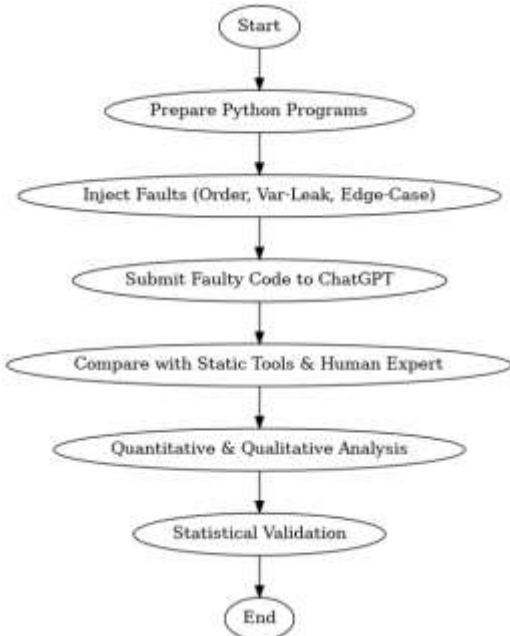 Start
Prepare Python Programs
Inject Faults (Order, Var-Leak, Edge-Case)
Submit Faulty Code to ChatGPT
Compare with Static Tools & Human Expert
Quantitative & Qualitative Analysis
Statistical Validation
End